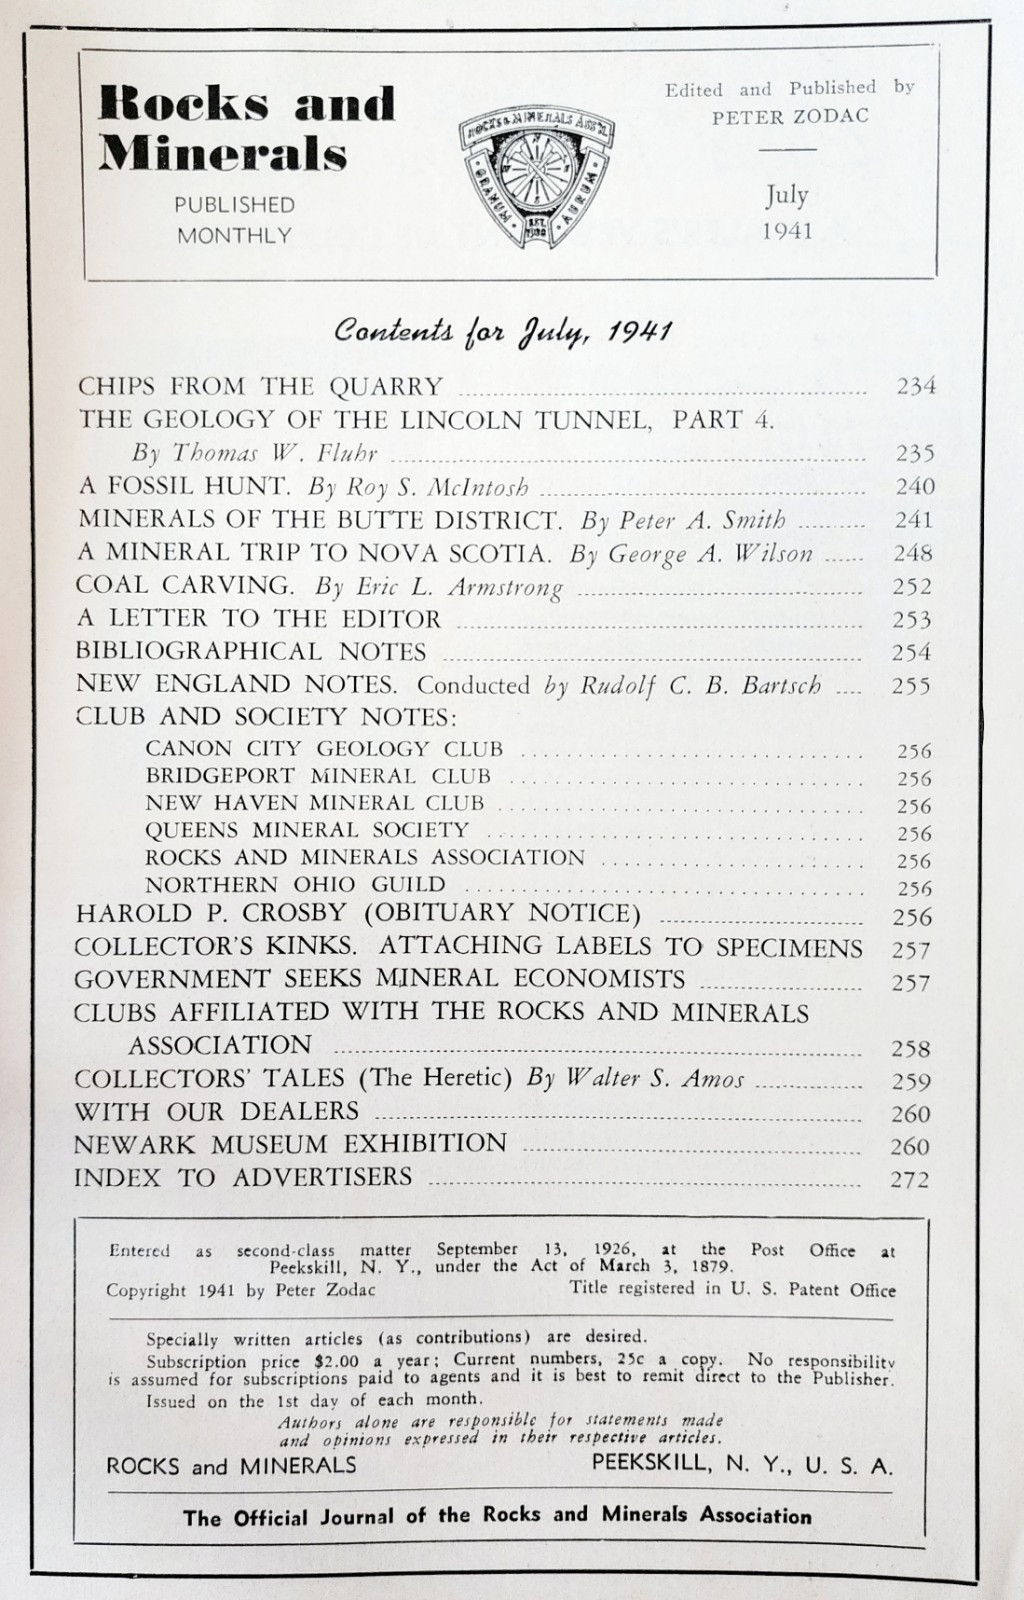 Rocks and
Minerals
PUBLISHED
MONTHLY
ROCKS & MINERALS ASS'N.
GRANUM
AURUM
EST.
Edited and Published by
PETER ZODAC
July
1941
Contents for July, 1941
CHIPS FROM THE QUARRY 234
THE GEOLOGY OF THE LINCOLN TUNNEL, PART 4.
By Thomas W. Fluhr 235
A FOSSIL HUNT. By Roy S. McIntosh 240
MINERALS OF THE BUTTE DISTRICT. By Peter A. Smith 241
A MINERAL TRIP TO NOVA SCOTIA. By George A. Wilson 248
COAL CARVING. By Eric L. Armstrong 252
A LETTER TO THE EDITOR 253
BIBLIOGRAPHICAL NOTES 254
NEW ENGLAND NOTES. Conducted by Rudolf C. B. Bartsch 255
CLUB AND SOCIETY NOTES:
CANON CITY GEOLOGY CLUB 256
BRIDGEPORT MINERAL CLUB 256
NEW HAVEN MINERAL CLUB 256
QUEENS MINERAL SOCIETY 256
ROCKS AND MINERALS ASSOCIATION 256
NORTHERN OHIO GUILD 256
HAROLD P. CROSBY (OBITUARY NOTICE) 256
COLLECTOR'S KINKS. ATTACHING LABELS TO SPECIMENS 257
GOVERNMENT SEEKS MINERAL ECONOMISTS 257
CLUBS AFFILIATED WITH THE ROCKS AND MINERALS
ASSOCIATION 258
COLLECTORS' TALES (The Heretic) By Walter S. Amos 259
WITH OUR DEALERS 260
NEWARK MUSEUM EXHIBITION 260
INDEX TO ADVERTISERS 272
Entered as second-class matter September 13, 1926, at the Post Office at
Peekskill, N. Y., under the Act of March 3, 1879.
Copyright 1941 by Peter Zodac Title registered in U. S. Patent Office
Specially written articles (as contributions) are desired.
Subscription price $2.00 a year; Current numbers, 25c a copy. No responsibility
is assumed for subscriptions paid to agents and it is best to remit direct to the Publisher.
Issued on the 1st day of each month.
Authors alone are responsible for statements made
and opinions expressed in their respective articles.
ROCKS and MINERALS PEEKSKILL, N. Y., U. S. A.
The Official Journal of the Rocks and Minerals Association